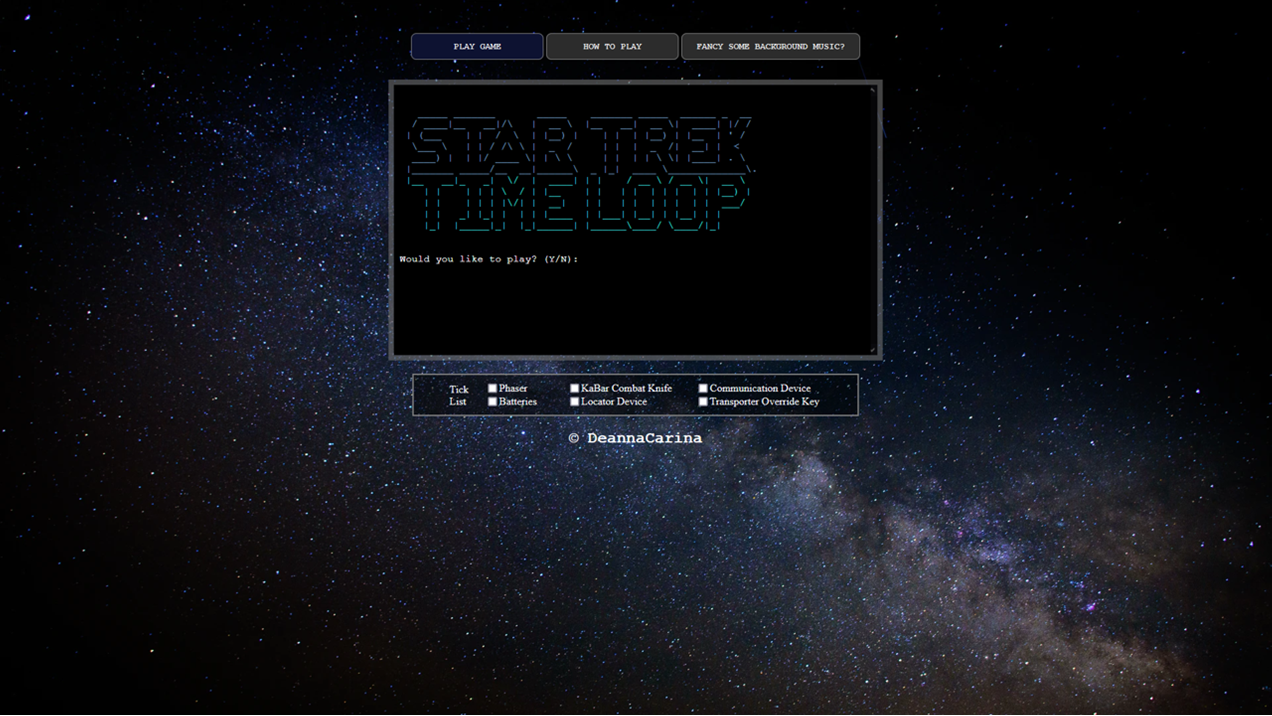 PLAY GAME HOW TO PLAY FANCY SOME BACKGROUND MUSIC?
STAR TREK
TIME LOOP
Would you like to play? (Y/N):
Tick Phaser KaBar Combat Knife Communication Device
List Batteries Locator Device Transporter Override Key
© DeannaCarina